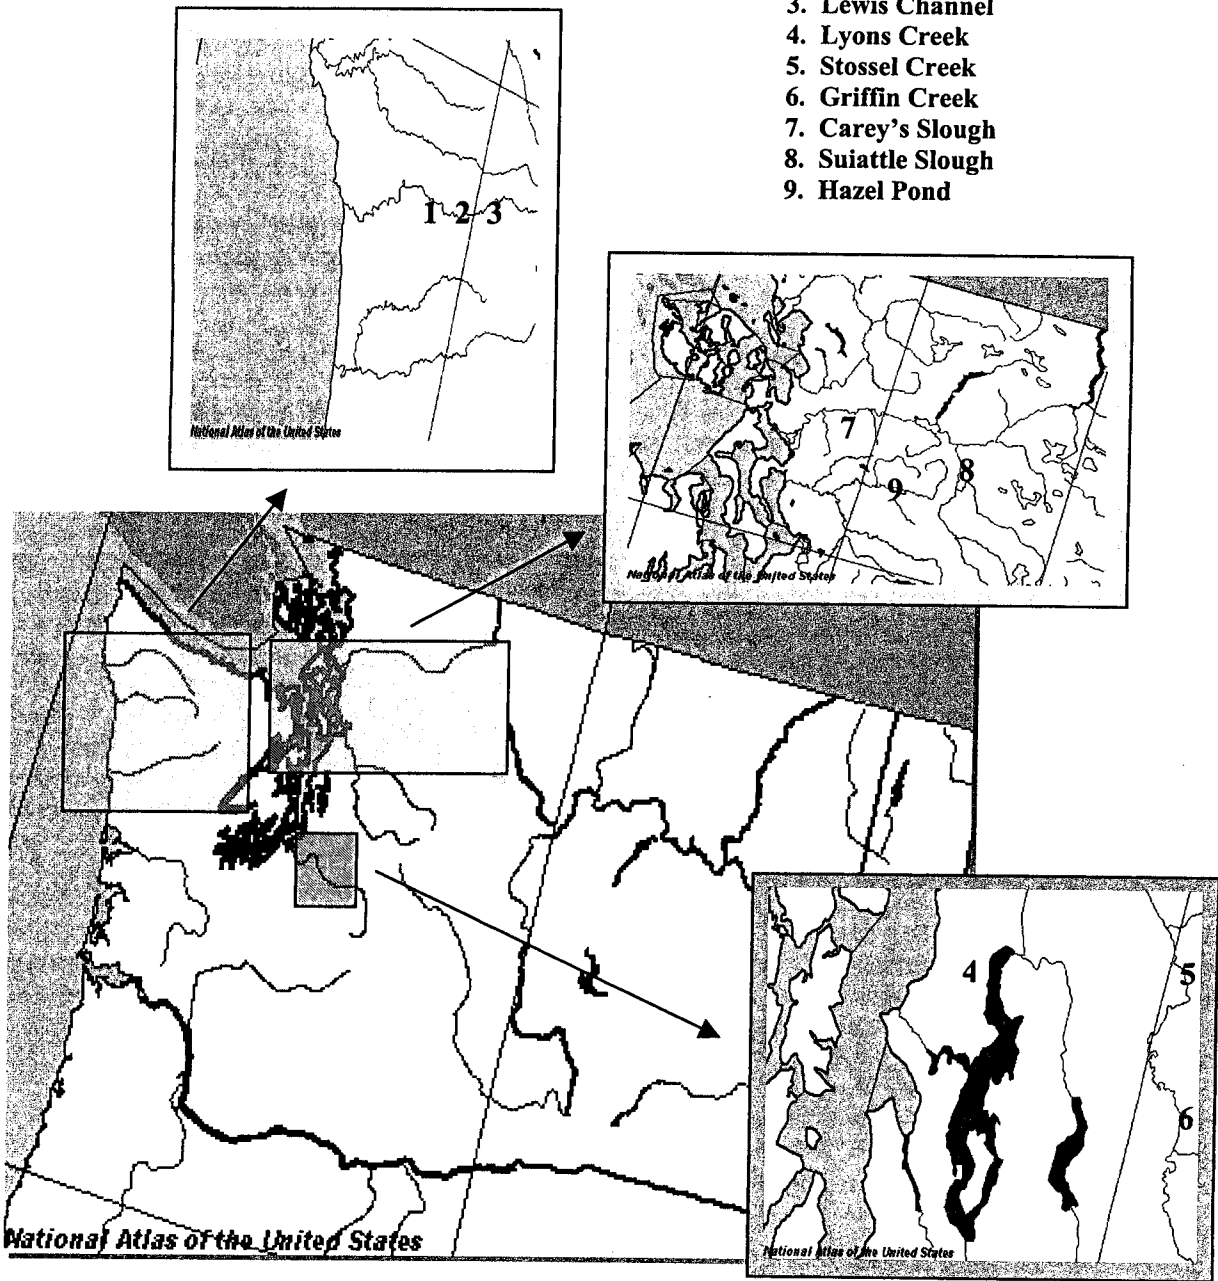 3. Lewis Channel
4. Lyons Creek
5. Stossel Creek
6. Griffin Creek
7. Carey's Slough
8. Suiattle Slough
9. Hazel Pond
1 2 3
National Atlas of the United States
7
8
9
National Atlas of the United States
4
5
6
National Atlas of the United States
National Atlas of the United States